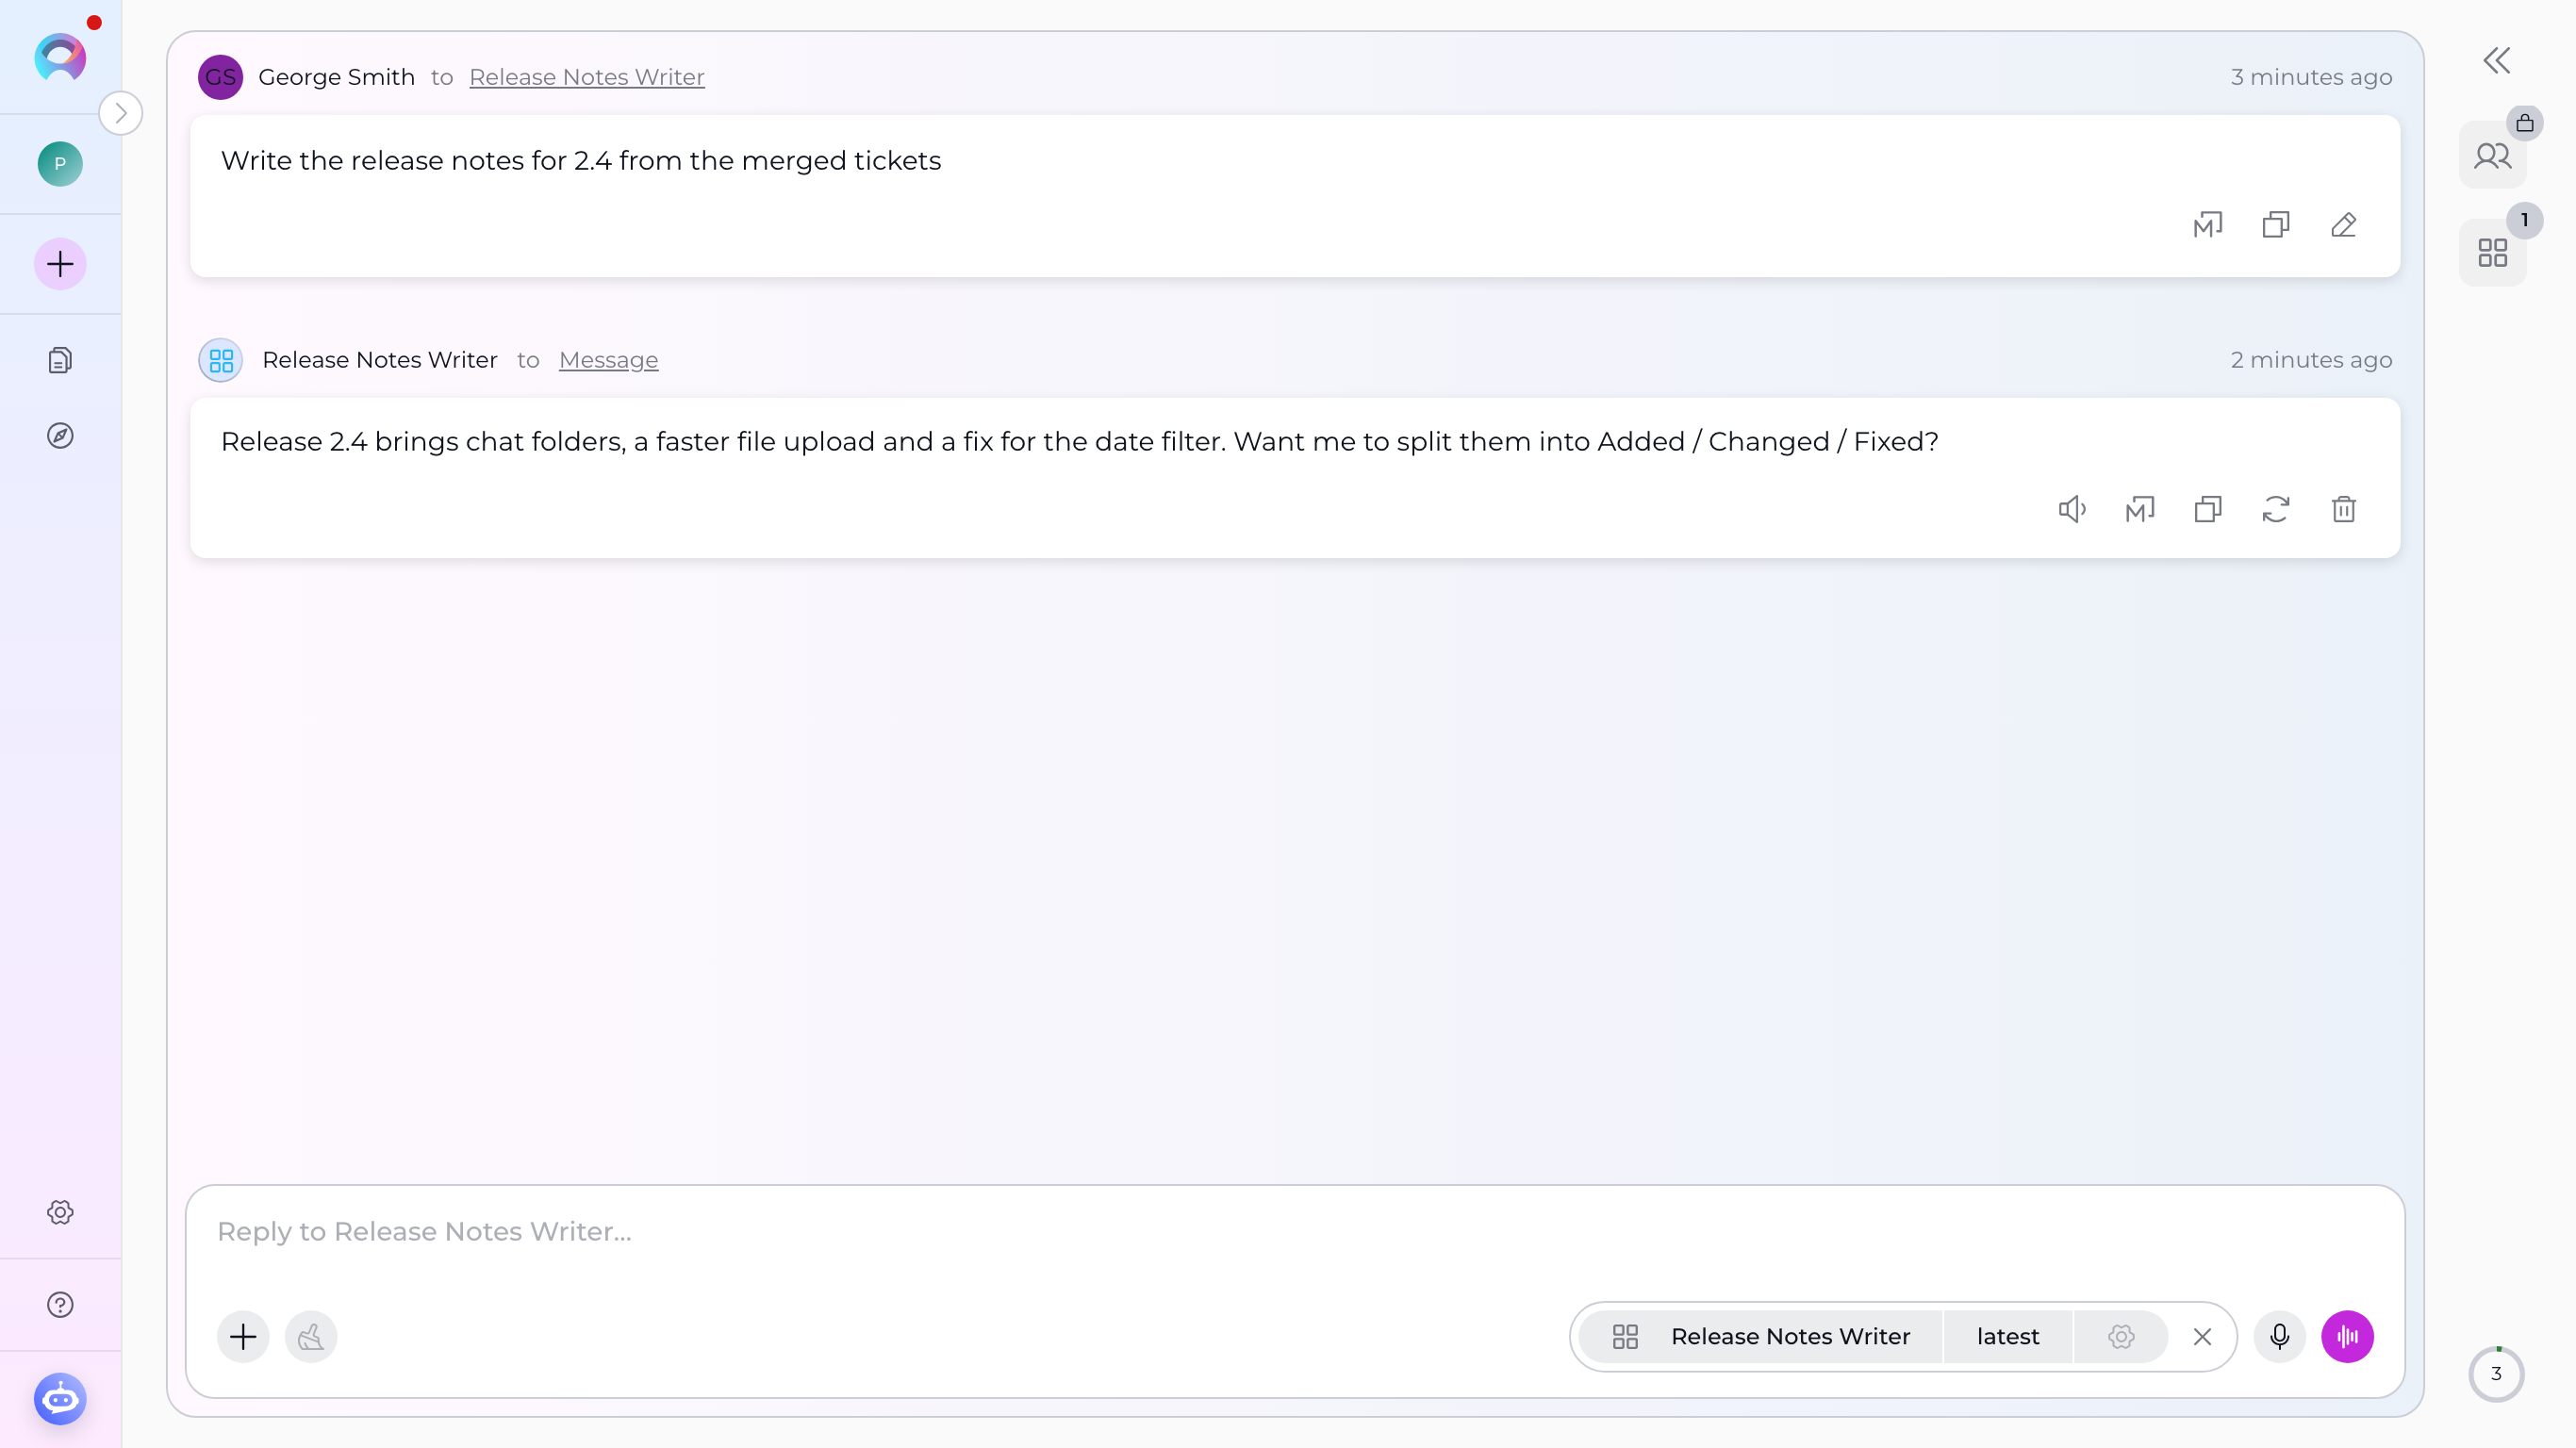 GS George Smith to Release Notes Writer 3 minutes ago
P
1
Write the release notes for 2.4 from the merged tickets
Release Notes Writer to Message 2 minutes ago
Release 2.4 brings chat folders, a faster file upload and a fix for the date filter. Want me to split them into Added / Changed / Fixed?
Reply to Release Notes Writer...
Release Notes Writer latest
3